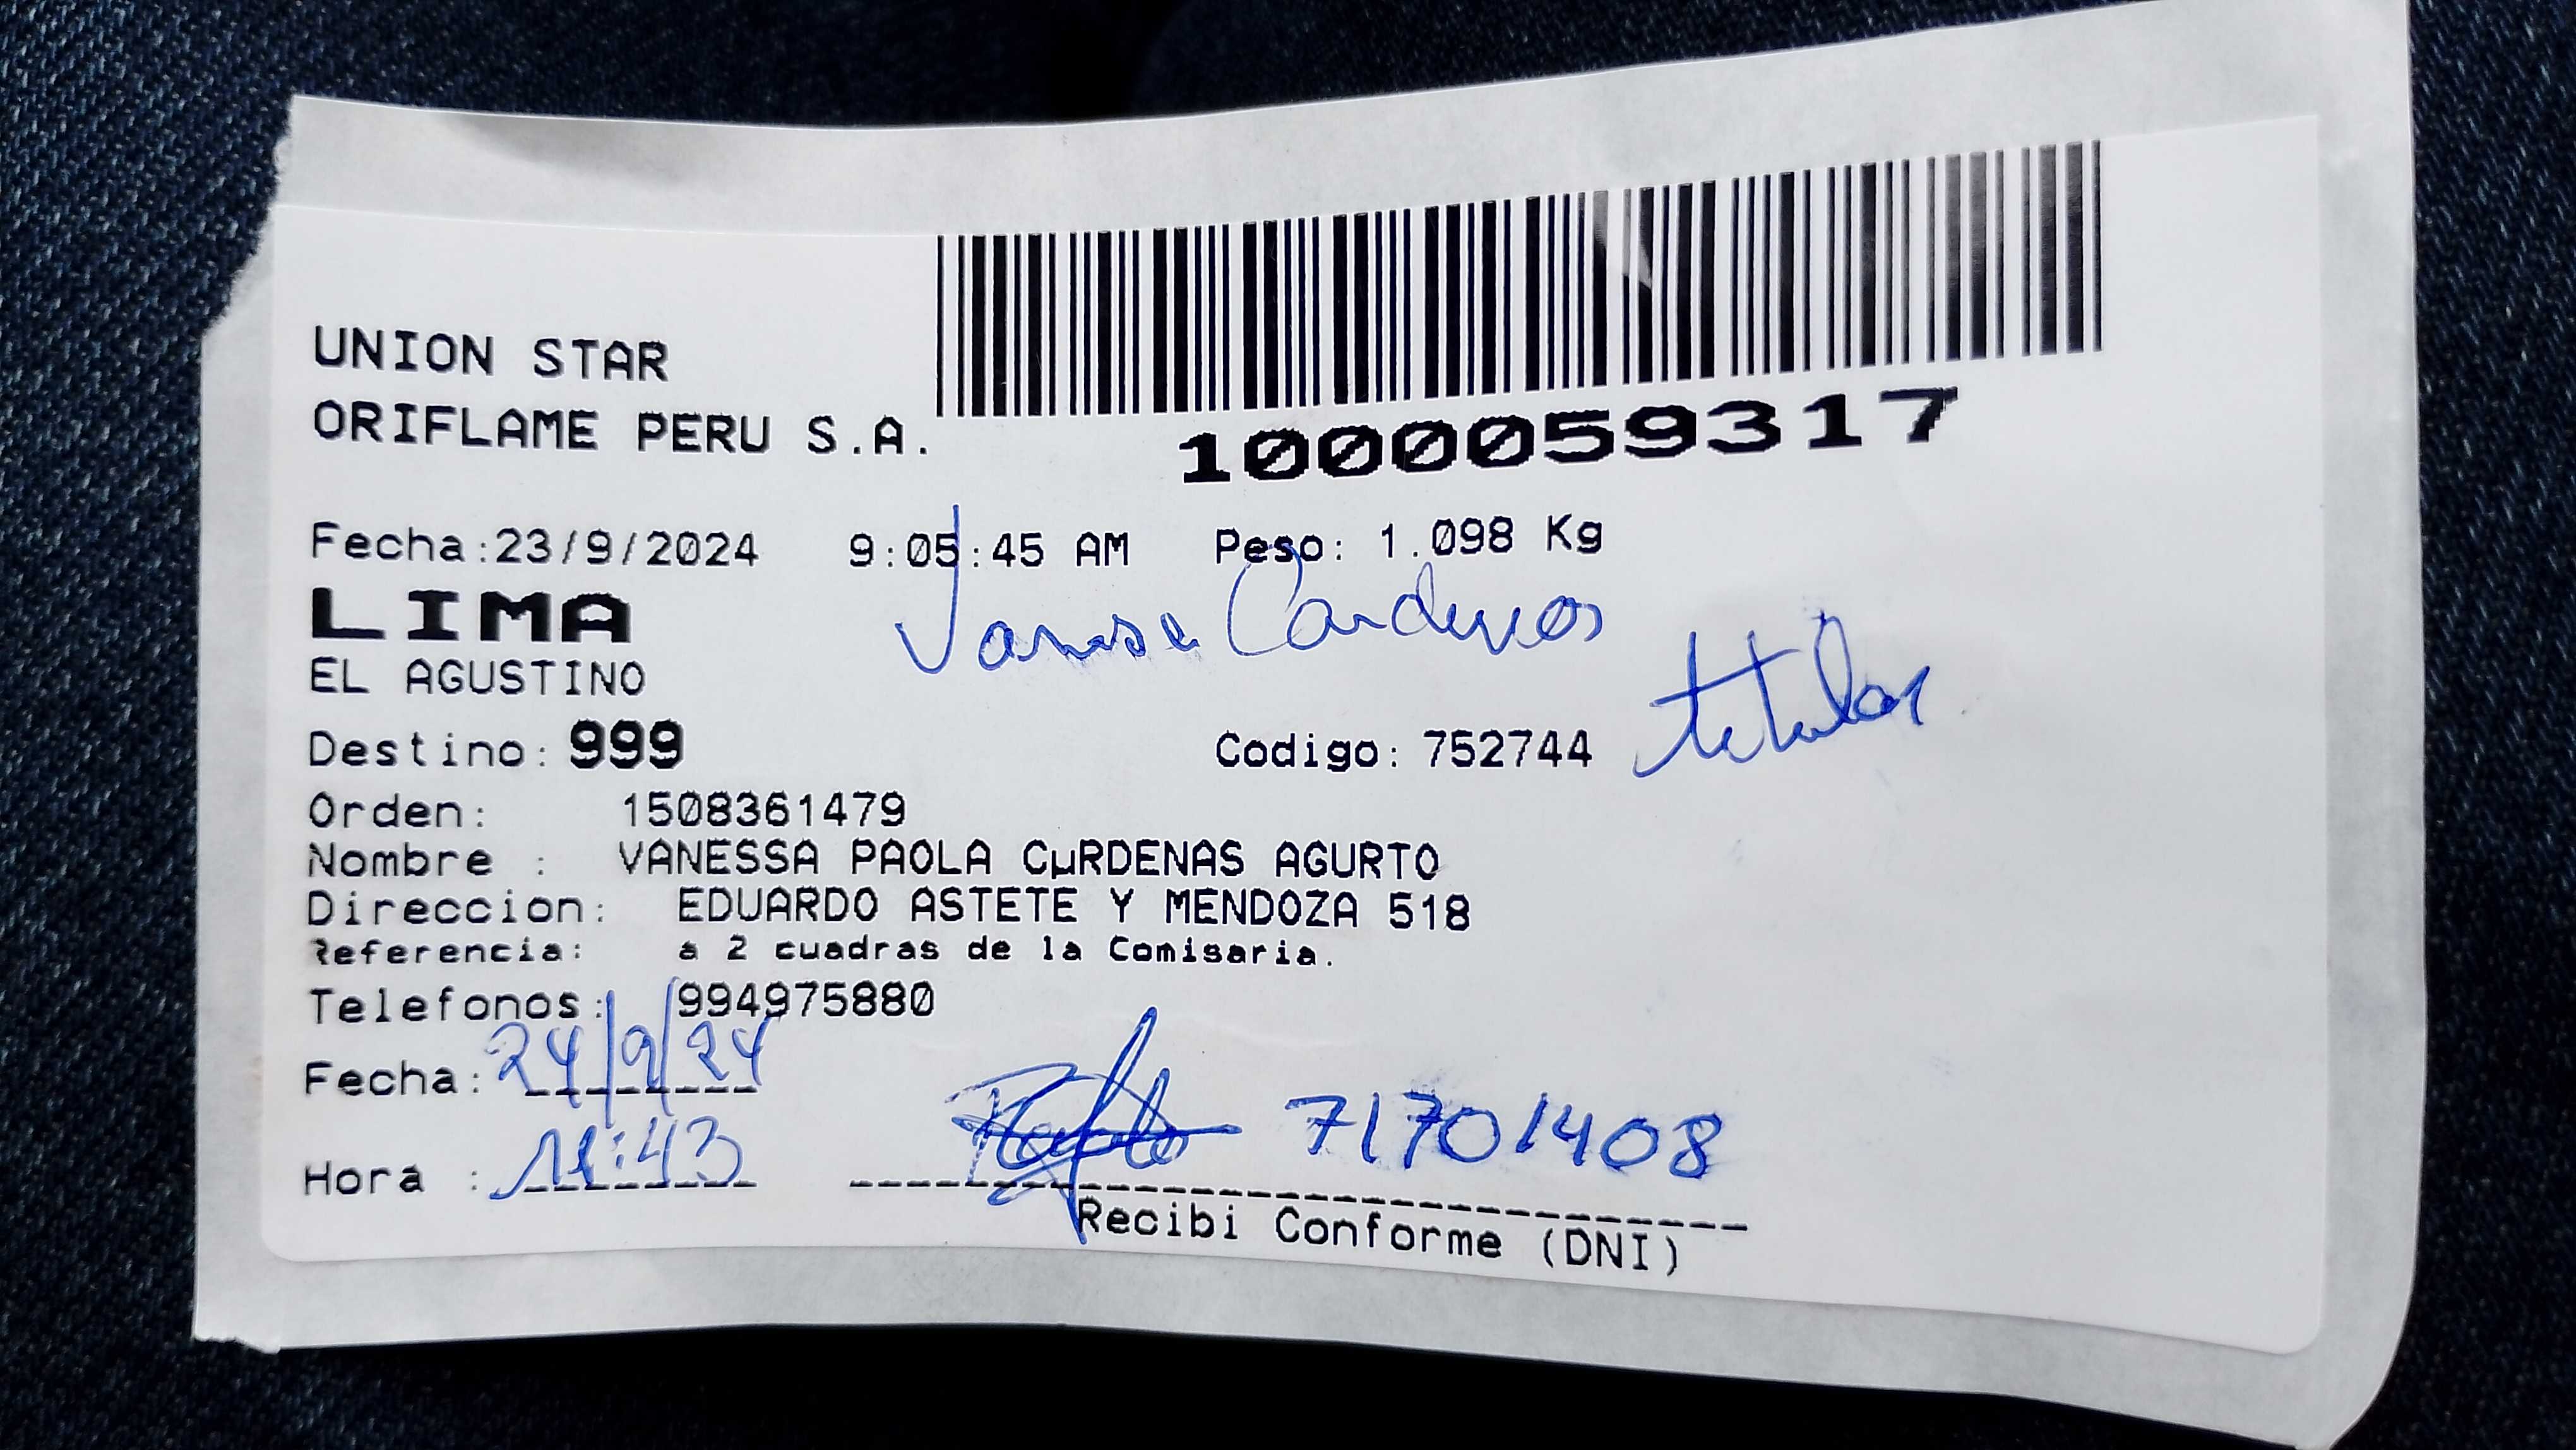 UNION STAR
ORIFLAME PERU S.A.
1000059317
Fecha:23/9/2024 9:05:45 AM Peso: 1.098 Kg
LIMA
Vanessa Cardenas
EL AGUSTINO
titular
Destino: 999 Codigo: 752744
Orden: 1508361479
Nombre : VANESSA PAOLA CµRDENAS AGURTO
Direccion: EDUARDO ASTETE Y MENDOZA 518
Referencia: a 2 cuadras de la Comisaria.
Telefonos: 994975880
Fecha: 24/9/24
Hora : 11:43 71701408
Recibi Conforme (DNI)